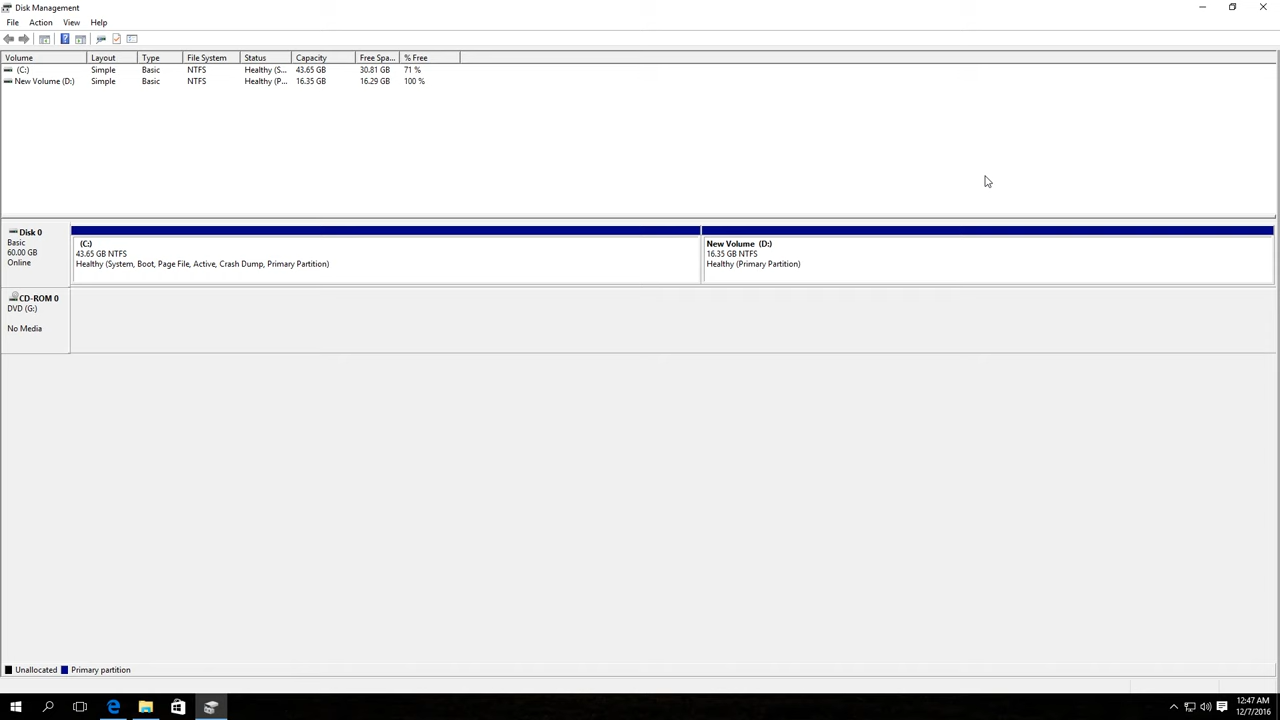 Disk Management
File Action View Help
Volume Layout Type File System Status Capacity Free Spa... % Free
(C:) Simple Basic NTFS Healthy (S... 43.65 GB 30.81 GB 71 %
New Volume (D:) Simple Basic NTFS Healthy (P... 16.35 GB 16.29 GB 100 %
Disk 0
Basic
60.00 GB
Online
(C:)
43.65 GB NTFS
Healthy (System, Boot, Page File, Active, Crash Dump, Primary Partition)
New Volume (D:)
16.35 GB NTFS
Healthy (Primary Partition)
CD-ROM 0
DVD (G:)
No Media
Unallocated Primary partition
12:47 AM
12/7/2016